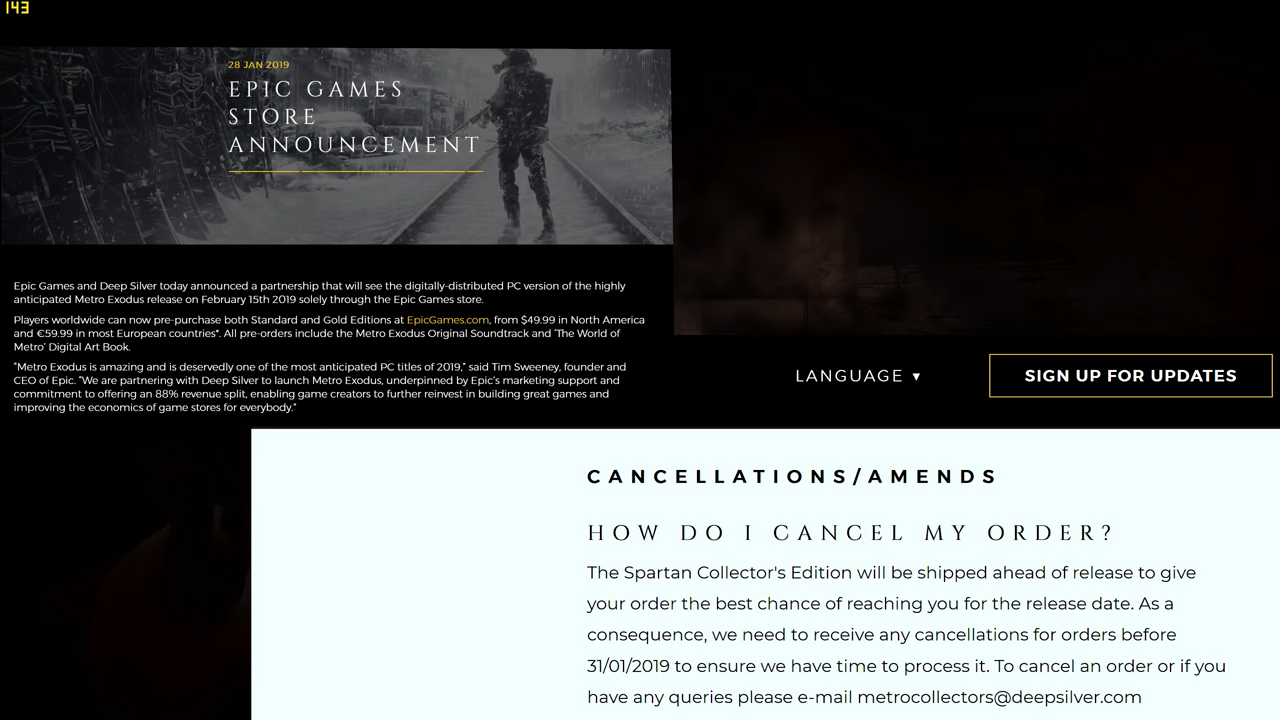 143
28 JAN 2019
EPIC GAMES
STORE
ANNOUNCEMENT
Epic Games and Deep Silver today announced a partnership that will see the digitally-distributed PC version of the highly
anticipated Metro Exodus release on February 15th 2019 solely through the Epic Games store.
Players worldwide can now pre-purchase both Standard and Gold Editions at EpicGames.com, from $49.99 in North America
and €59.99 in most European countries*. All pre-orders include the Metro Exodus Original Soundtrack and 'The World of
Metro' Digital Art Book.
"Metro Exodus is amazing and is deservedly one of the most anticipated PC titles of 2019," said Tim Sweeney, founder and
CEO of Epic. "We are partnering with Deep Silver to launch Metro Exodus, underpinned by Epic's marketing support and
commitment to offering an 88% revenue split, enabling game creators to further reinvest in building great games and
improving the economics of game stores for everybody."
LANGUAGE ▾
SIGN UP FOR UPDATES
CANCELLATIONS/AMENDS
HOW DO I CANCEL MY ORDER?
The Spartan Collector's Edition will be shipped ahead of release to give
your order the best chance of reaching you for the release date. As a
consequence, we need to receive any cancellations for orders before
31/01/2019 to ensure we have time to process it. To cancel an order or if you
have any queries please e-mail metrocollectors@deepsilver.com